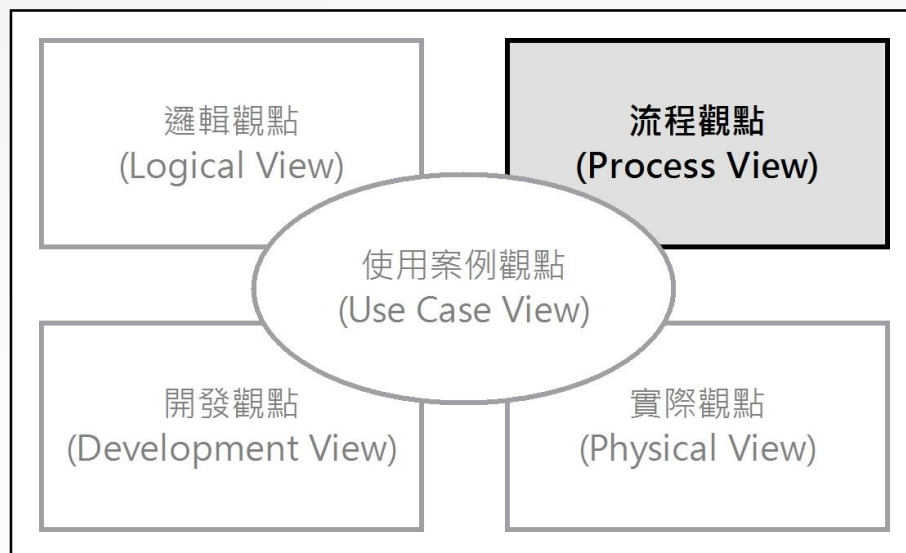 邏輯觀點
(Logical View)
流程觀點
(Process View)
使用案例觀點
(Use Case View)
開發觀點
(Development View)
實際觀點
(Physical View)